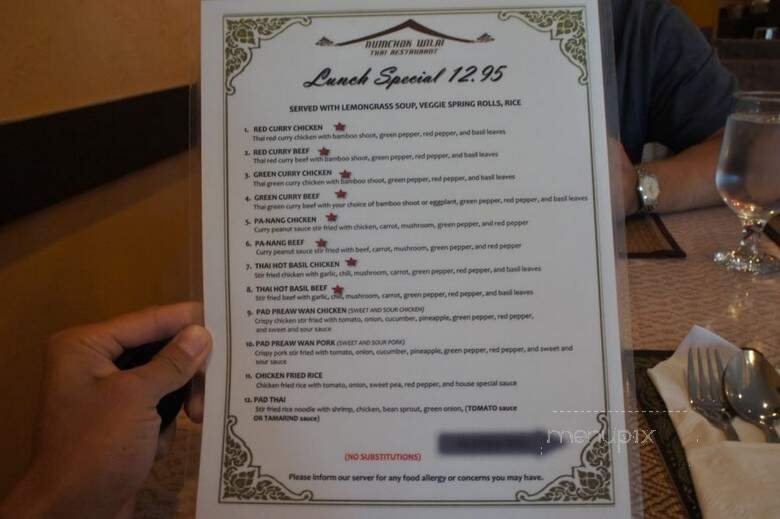 NUMCHOK WILAI
THAI RESTAURANT
Lunch Special 12.95
SERVED WITH LEMONGRASS SOUP, VEGGIE SPRING ROLLS, RICE
1. RED CURRY CHICKEN
Thai red curry chicken with bamboo shoot, green pepper, red pepper, and basil leaves
2. RED CURRY BEEF
Thai red curry beef with bamboo shoot, green pepper, red pepper, and basil leaves
3. GREEN CURRY CHICKEN
Thai green curry chicken with bamboo shoot, green pepper, red pepper, and basil leaves
4. GREEN CURRY BEEF
Thai green curry beef with your choice of bamboo shoot or eggplant, green pepper, red pepper, and basil leaves
5. PA-NANG CHICKEN
Curry peanut sauce stir fried with chicken, carrot, mushroom, green pepper, and red pepper
6. PA-NANG BEEF
Curry peanut sauce stir fried with beef, carrot, mushroom, green pepper, and red pepper
7. THAI HOT BASIL CHICKEN
Stir fried chicken with garlic, chili, mushroom, carrot, green pepper, red pepper, and basil leaves
8. THAI HOT BASIL BEEF
Stir fried beef with garlic, chili, mushroom, carrot, green pepper, red pepper, and basil leaves
9. PAD PREAW WAN CHICKEN (SWEET AND SOUR CHICKEN)
Crispy chicken stir fried with tomato, onion, cucumber, pineapple, green pepper, red pepper,
and sweet and sour sauce
10. PAD PREAW WAN PORK (SWEET AND SOUR PORK)
Crispy pork stir fried with tomato, onion, cucumber, pineapple, green pepper, red pepper, and sweet and
sour sauce
11. CHICKEN FRIED RICE
Chicken fried rice with tomato, onion, sweet pea, red pepper, and house special sauce
12. PAD THAI
Stir fried rice noodle with shrimp, chicken, bean sprout, green onion, (TOMATO sauce
OR TAMARIND sauce)
menupix
(NO SUBSTITUTIONS)
Please inform our server for any food allergy or concerns you may have.